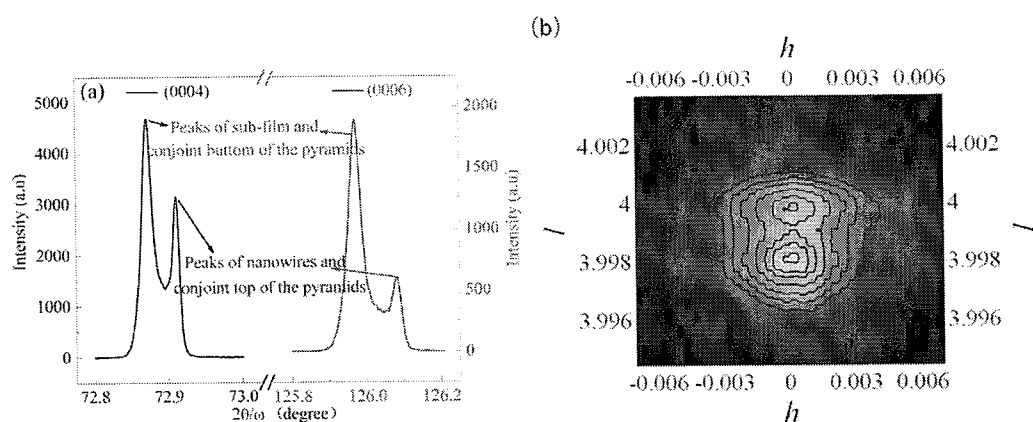 (a)
(0004)
(0006)
Peaks of sub-film and
conjoint bottom of the pyramids
Peaks of nanowires and
conjoint top of the pyramids
Intensity (a.u)
5000
4000
3000
2000
1000
0
2000
1500
1000
500
0
Intensity (a.u)
72.8 72.9 73.0 125.8 126.0 126.2
2θ/ω (degree)
(b)
h
-0.006 -0.003 0 0.003 0.006
4.002
4
3.998
3.996
4.002
4
3.998
3.996
-0.006 -0.003 0 0.003 0.006
h